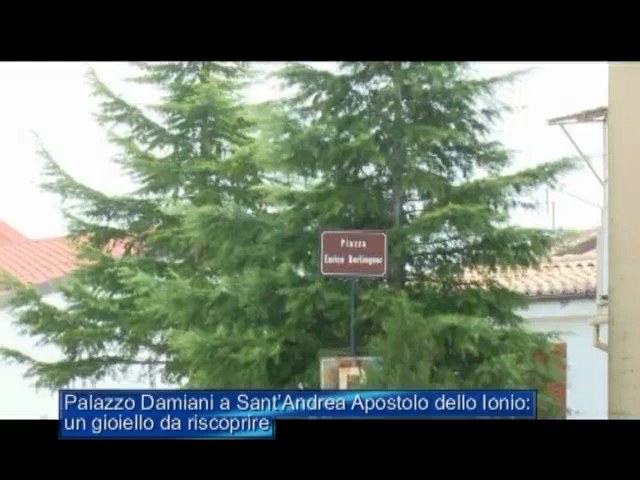 Piazza
Enrico Berlinguer
Palazzo Damiani a Sant'Andrea Apostolo dello Ionio:
un gioiello da riscoprire